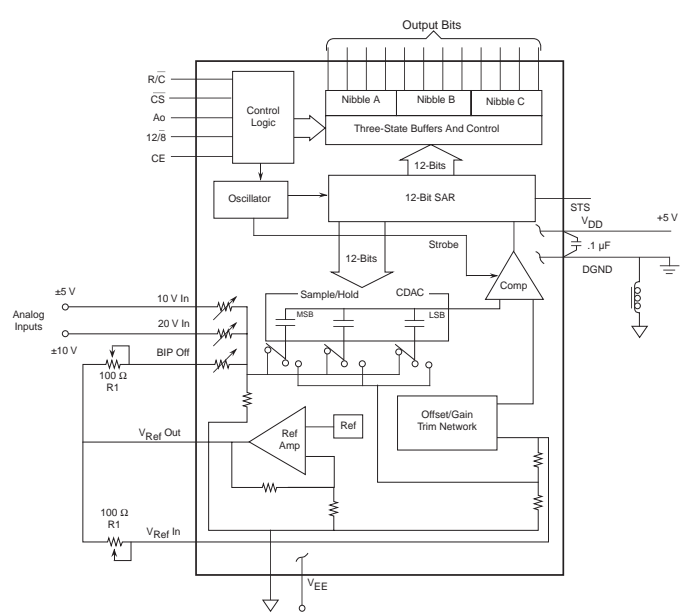 Output Bits
R/C̅
C̅S̅
Ao
12/8̅
CE
Control
Logic
Nibble A
Nibble B
Nibble C
Three-State Buffers And Control
12-Bits
Oscillator
12-Bit SAR
STS
VDD
+5 V
.1 µF
DGND
Strobe
12-Bits
Comp
±5 V
10 V In
Sample/Hold
CDAC
MSB
LSB
Analog
Inputs
20 V In
±10 V
BIP Off
100 Ω
R1
Offset/Gain
Trim Network
Ref
Amp
Ref
VRef Out
100 Ω
R1
VRef In
VEE